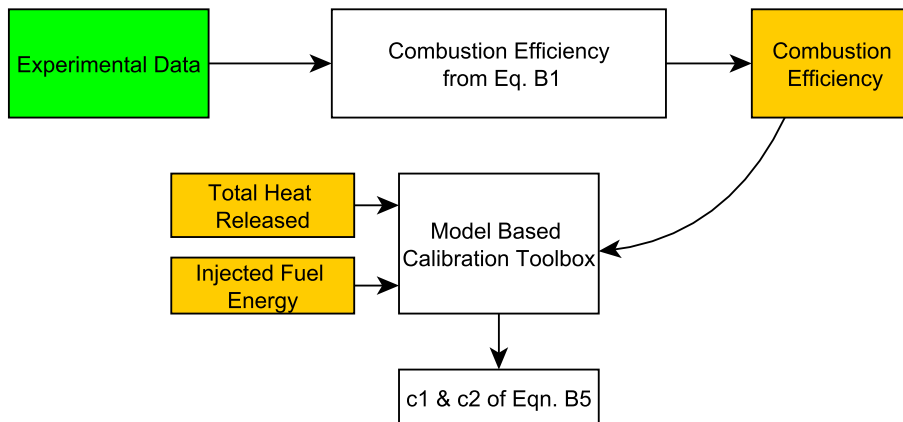 Experimental Data
Combustion Efficiency
from Eq. B1
Combustion
Efficiency
Total Heat
Released
Model Based
Calibration Toolbox
Injected Fuel
Energy
c1 & c2 of Eqn. B5